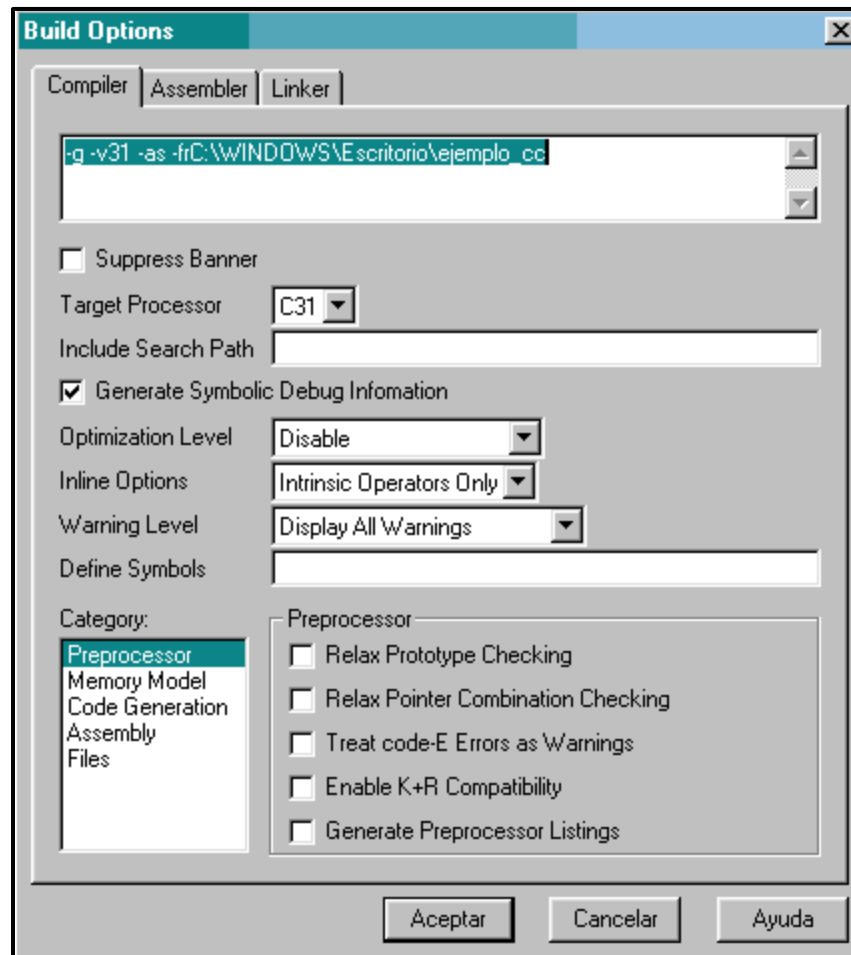 Build Options
Compiler Assembler Linker
-g -v31 -as -frC:\WINDOWS\Escritorio\ejemplo_cc
Suppress Banner
Target Processor C31
Include Search Path
Generate Symbolic Debug Infomation
Optimization Level Disable
Inline Options Intrinsic Operators Only
Warning Level Display All Warnings
Define Symbols
Category:
Preprocessor
Memory Model
Code Generation
Assembly
Files
Preprocessor
Relax Prototype Checking
Relax Pointer Combination Checking
Treat code-E Errors as Warnings
Enable K+R Compatibility
Generate Preprocessor Listings
Aceptar Cancelar Ayuda